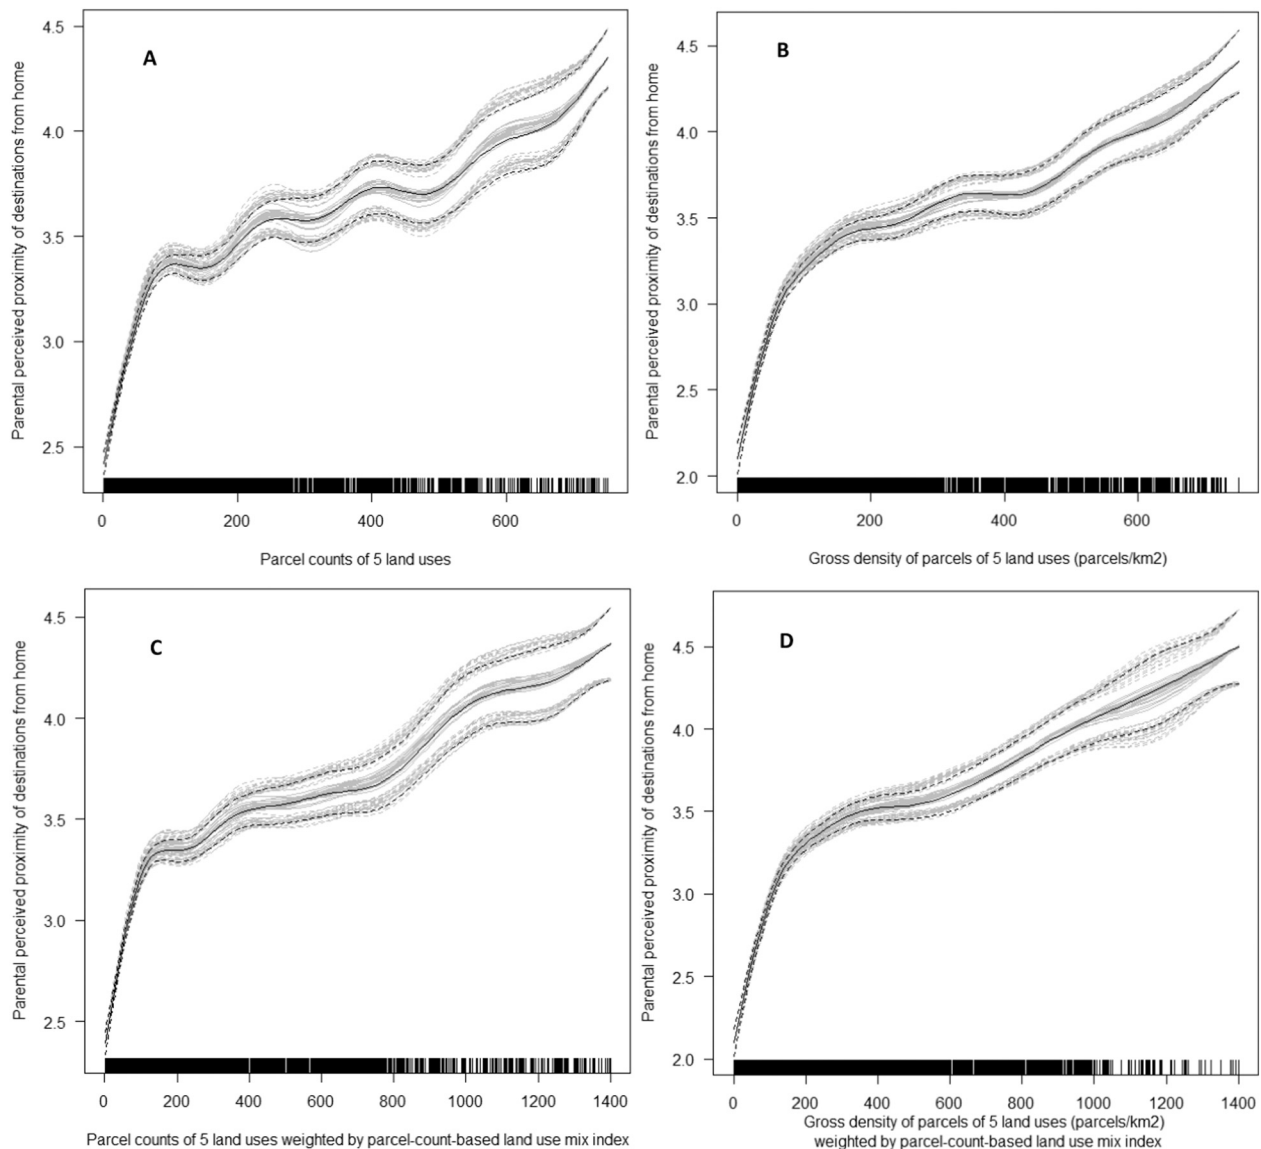 A
Parental perceived proximity of destinations from home
4.5
4.0
3.5
3.0
2.5
0 200 400 600
Parcel counts of 5 land uses
B
Parental perceived proximity of destinations from home
4.5
4.0
3.5
3.0
2.5
2.0
0 200 400 600
Gross density of parcels of 5 land uses (parcels/km2)
C
Parental perceived proximity of destinations from home
4.5
4.0
3.5
3.0
2.5
0 200 400 600 800 1000 1200 1400
Parcel counts of 5 land uses weighted by parcel-count-based land use mix index
D
Parental perceived proximity of destinations from home
4.5
4.0
3.5
3.0
2.5
2.0
0 200 400 600 800 1000 1200 1400
Gross density of parcels of 5 land uses (parcels/km2)
weighted by parcel-count-based land use mix index